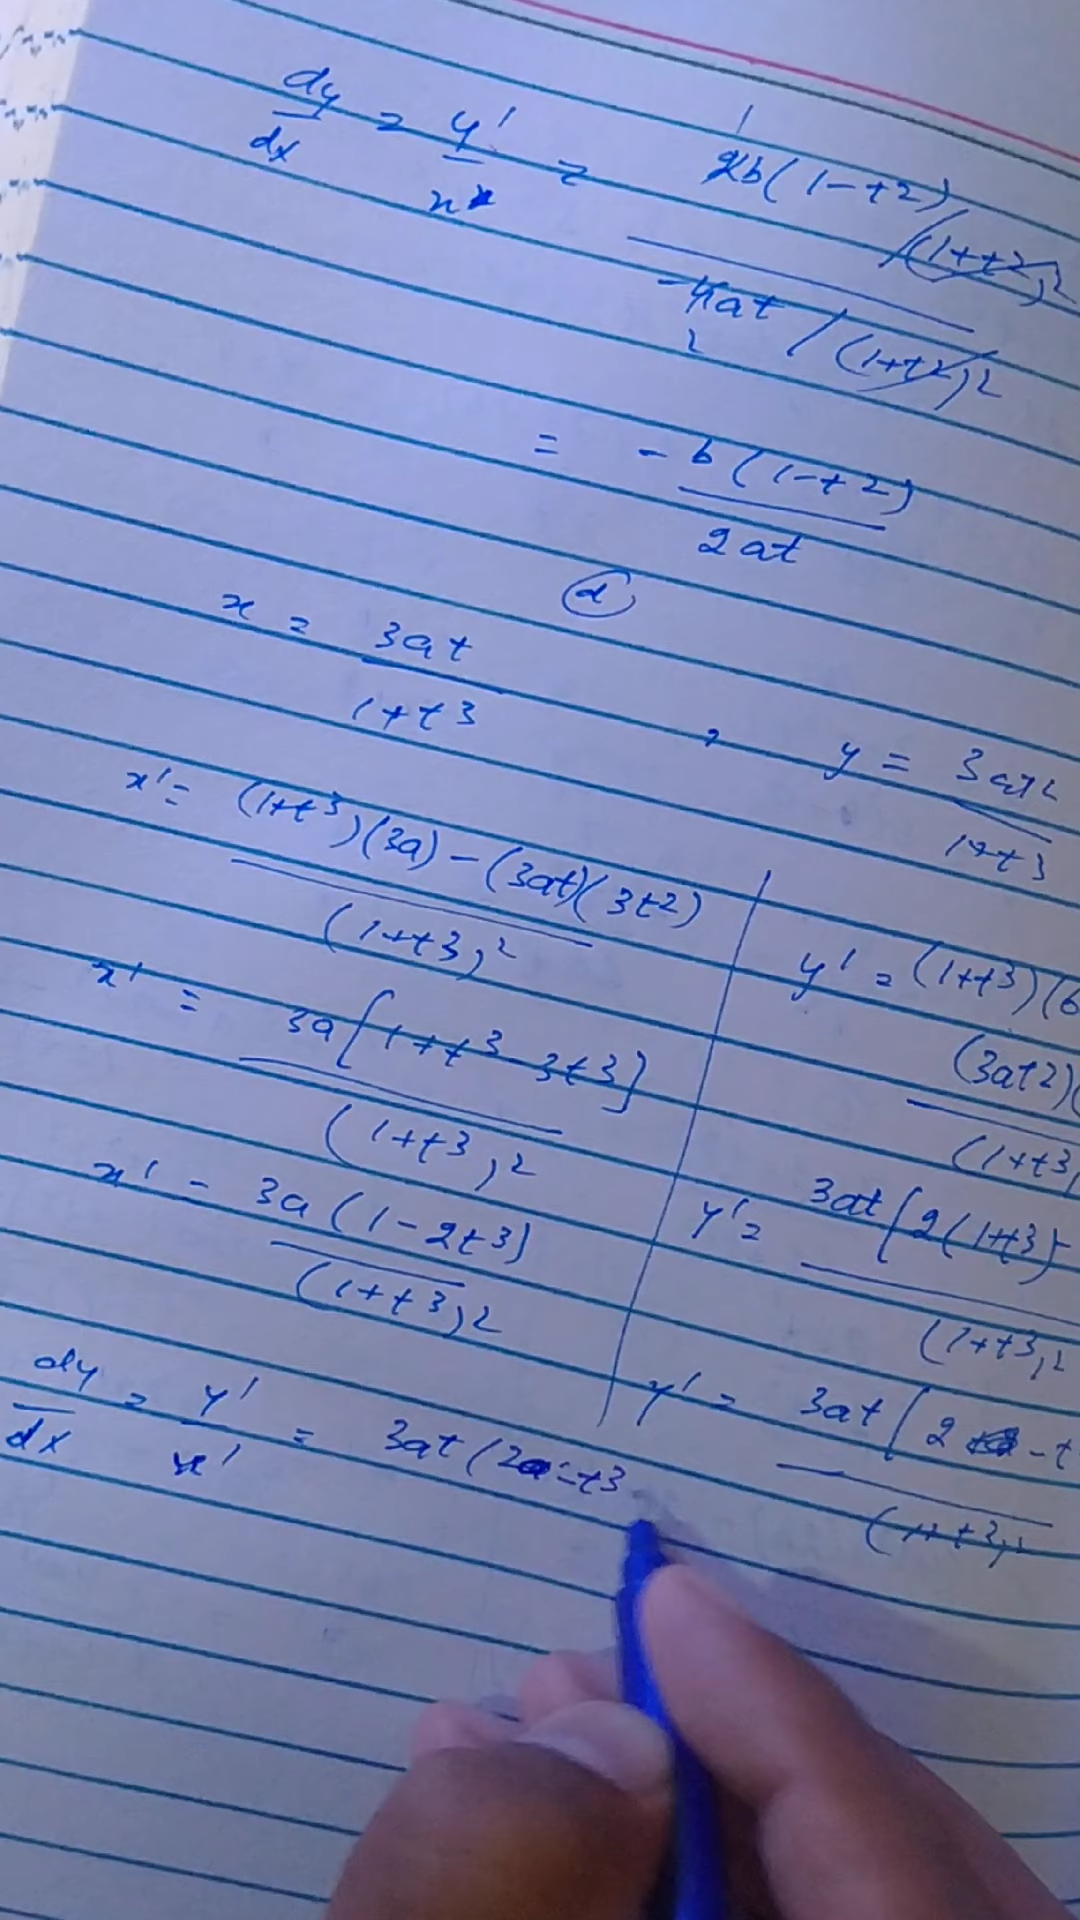 dy/dx = y'/x' = 2b(1-t2)/(1+t2)2
-4at/(1+t2)2
1
2
= -b(1-t2)/2at
(d)
x = 3at/1+t3 , y = 3at2/1+t3
x' = (1+t3)(3a) - (3at)(3t2)/(1+t3)2
y' = (1+t3)(6
(3at2)(
(1+t3)
x' = 3a[1+t3-3t3]/(1+t3)2
y' = 3at[2(1+t3)-
(1+t3)2
x' = 3a(1-2t3)/(1+t3)2
y' = 3at[2-t
(1+t3)2
dy/dx = y'/x' = 3at(2-t3